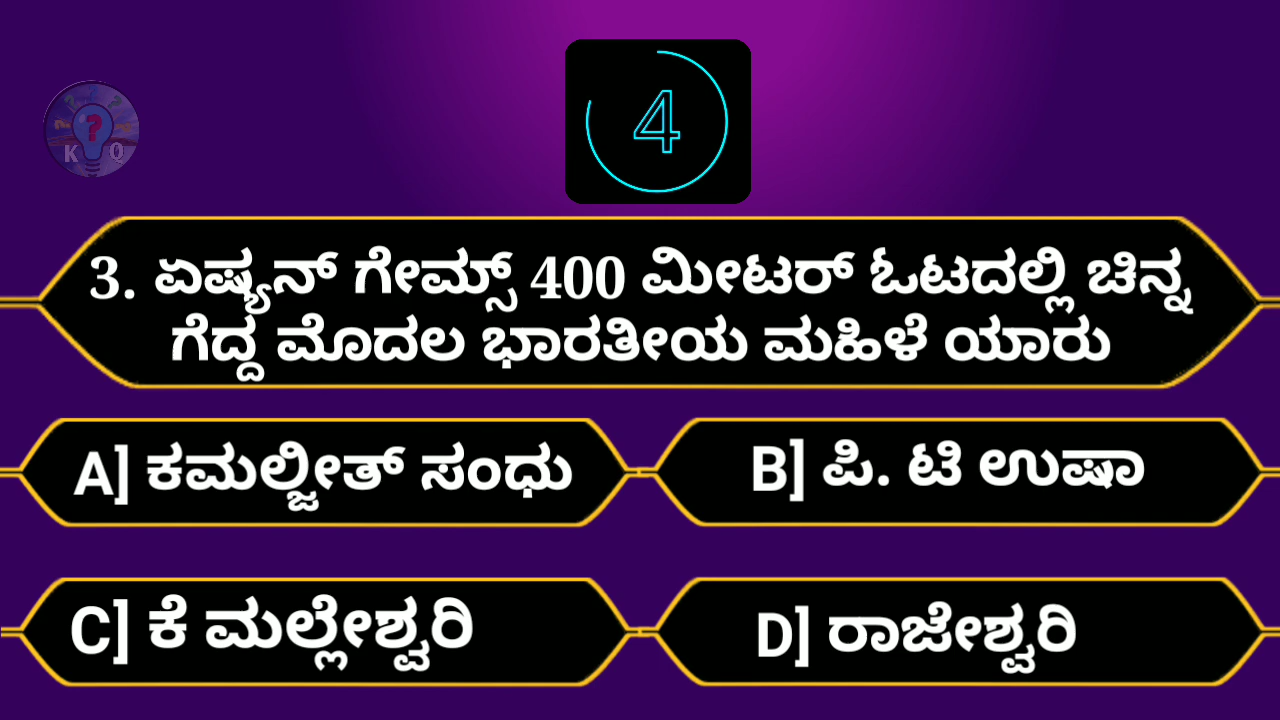 4
K ? Q
3. ಏಷ್ಯನ್ ಗೇಮ್ಸ್ 400 ಮೀಟರ್ ಓಟದಲ್ಲಿ ಚಿನ್ನ
ಗೆದ್ದ ಮೊದಲ ಭಾರತೀಯ ಮಹಿಳೆ ಯಾರು
A] ಕಮಲ್ಜೀತ್ ಸಂಧು
B] ಪಿ. ಟಿ ಉಷಾ
C] ಕೆ ಮಲ್ಲೇಶ್ವರಿ
D] ರಾಜೇಶ್ವರಿ